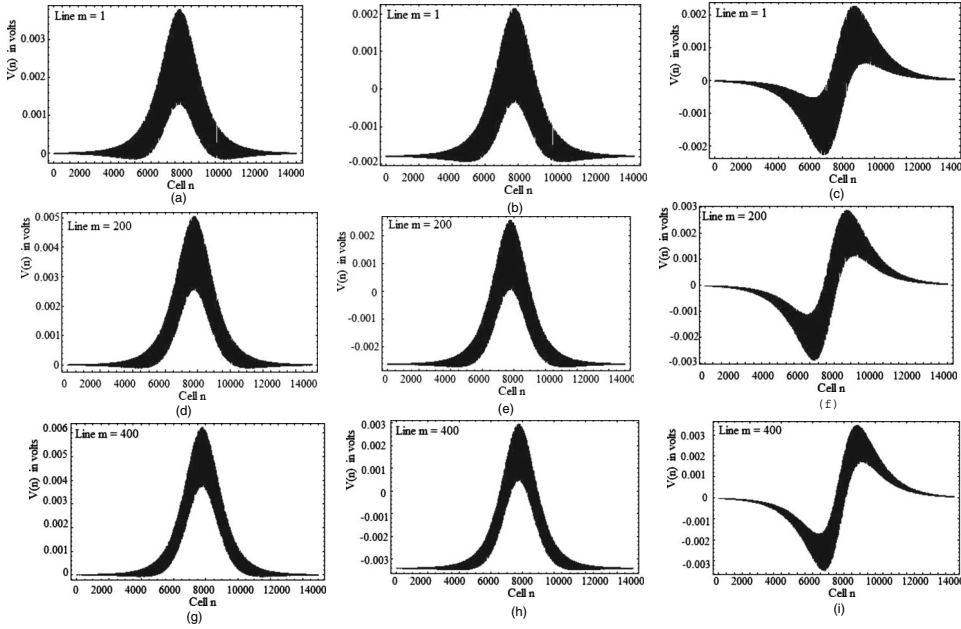 Line m = 1
V(n) in volts
0.003
0.002
0.001
0
0 2000 4000 6000 8000 10000 12000 14000
Cell n
(a)
Line m = 1
V(n) in volts
0.002
0.001
0
-0.001
-0.002
0 2000 4000 6000 8000 10000 12000 14000
Cell n
(b)
Line m = 1
V(n) in volts
0.002
0.001
0
-0.001
-0.002
0 2000 4000 6000 8000 10000 12000 14000
Cell n
(c)
Line m = 200
V(n) in volts
0.005
0.004
0.003
0.002
0.001
0
0 2000 4000 6000 8000 10000 12000 14000
Cell n
(d)
Line m = 200
V(n) in volts
0.002
0.001
0
-0.001
-0.002
0 2000 4000 6000 8000 10000 12000 14000
Cell n
(e)
Line m = 200
V(n) in volts
0.003
0.002
0.001
0
-0.001
-0.002
-0.003
0 2000 4000 6000 8000 10000 12000 14000
Cell n
(f)
Line m = 400
V(n) in volts
0.006
0.005
0.004
0.003
0.002
0.001
0
0 2000 4000 6000 8000 10000 12000 14000
Cell n
(g)
Line m = 400
V(n) in volts
0.003
0.002
0.001
0
-0.001
-0.002
-0.003
0 2000 4000 6000 8000 10000 12000 14000
Cell n
(h)
Line m = 400
V(n) in volts
0.003
0.002
0.001
0
-0.001
-0.002
-0.003
0 2000 4000 6000 8000 10000 12000 14000
Cell n
(i)